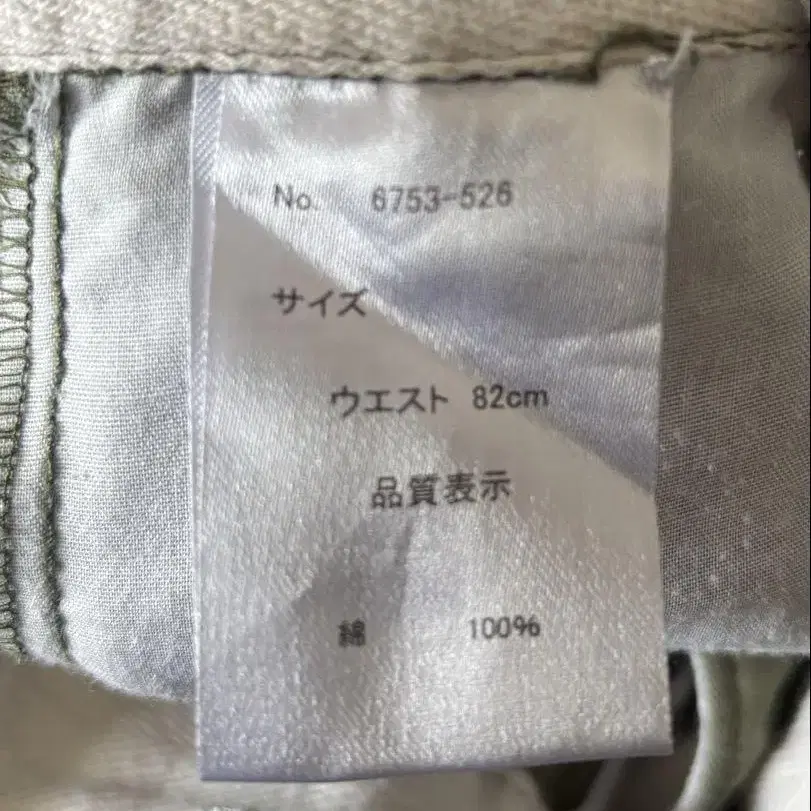 No. 6753-526
サイズ
ウエスト 82cm
品質表示
綿 100%